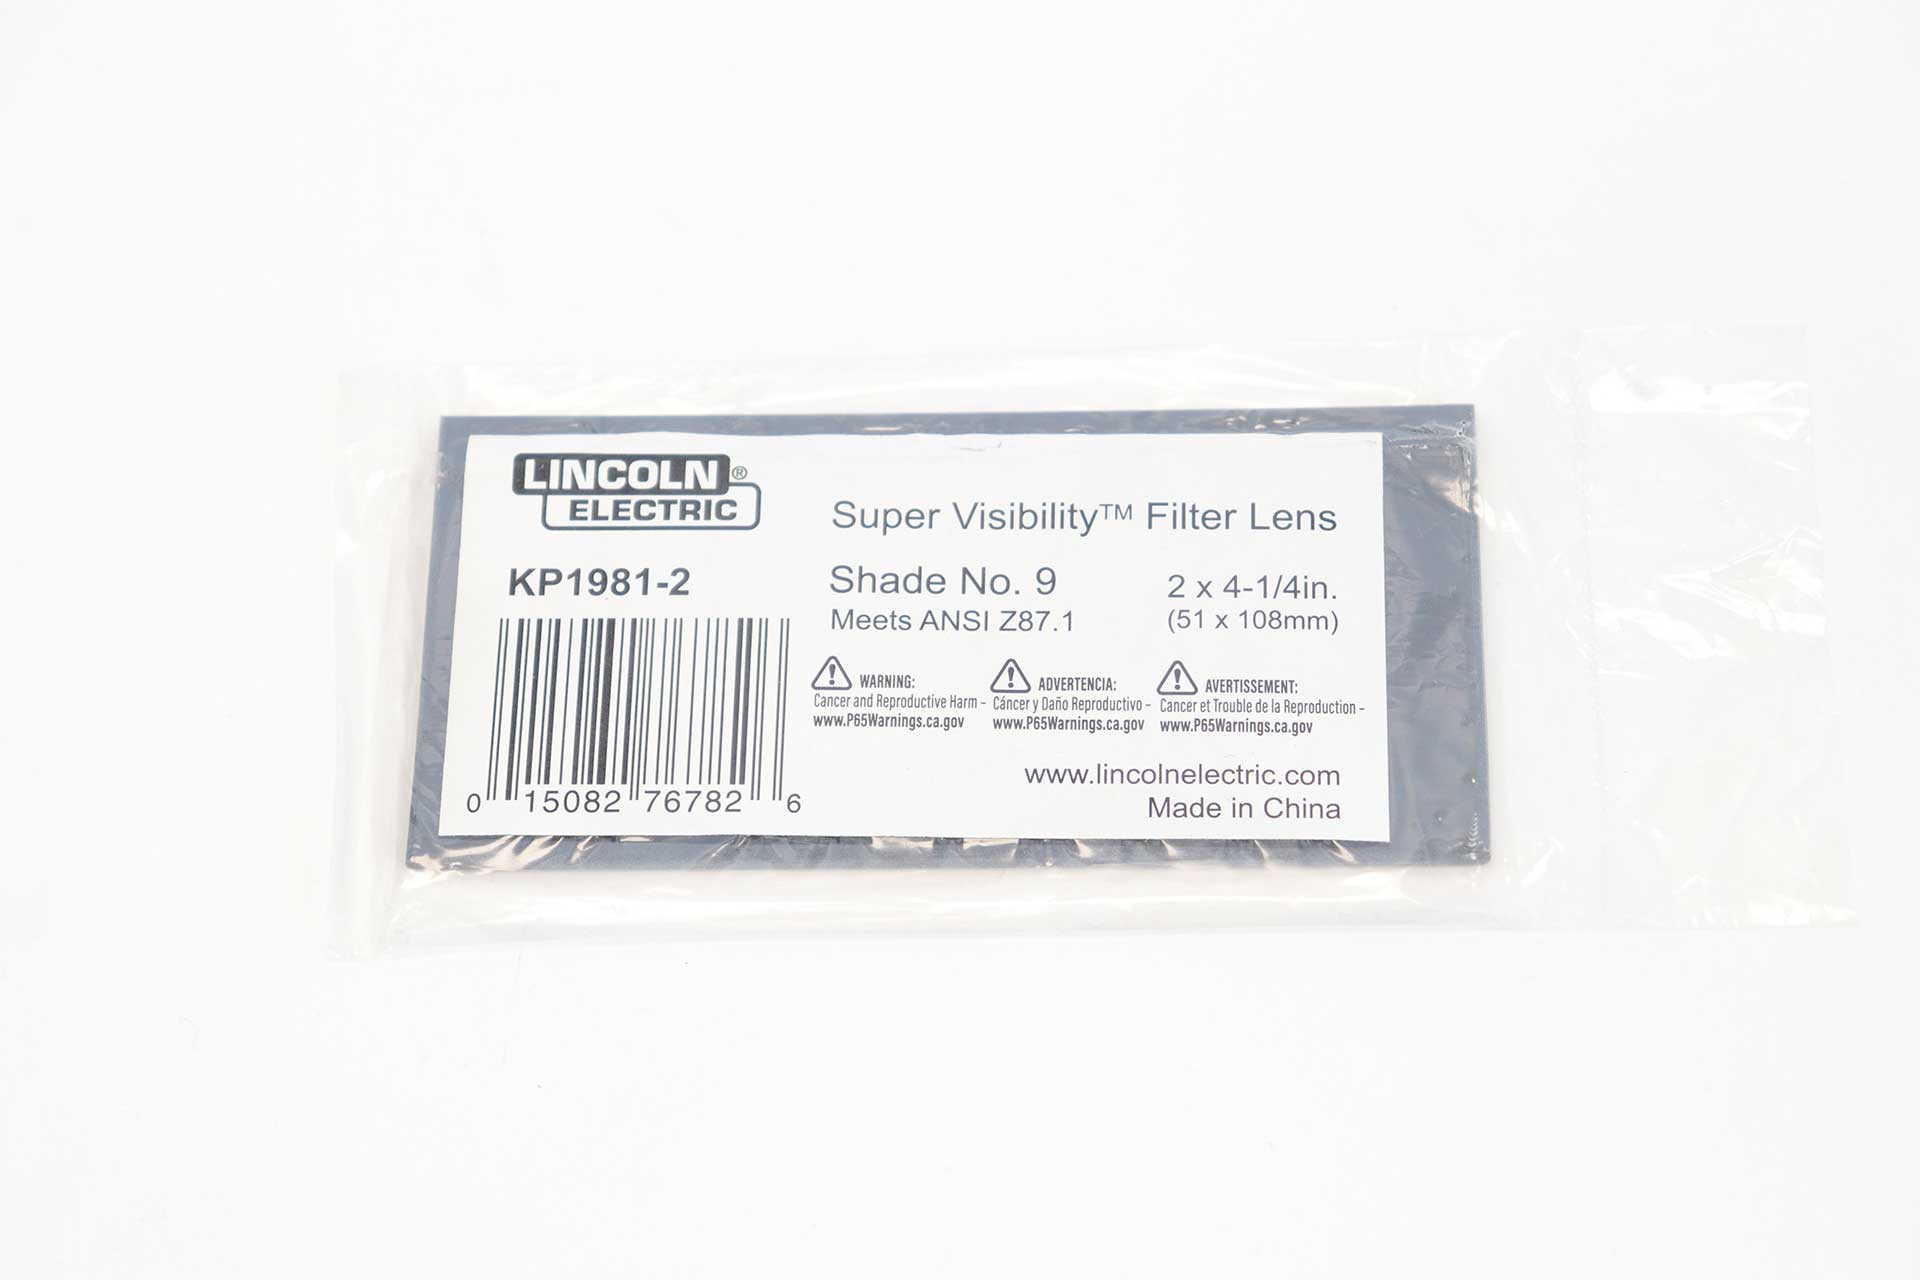 LINCOLN®
ELECTRIC
KP1981-2
0 15082 76782 6
Super Visibility™ Filter Lens
Shade No. 9
Meets ANSI Z87.1
2 x 4-1/4in.
(51 x 108mm)
WARNING:
Cancer and Reproductive Harm -
www.P65Warnings.ca.gov
ADVERTENCIA:
Cáncer y Daño Reproductivo -
www.P65Warnings.ca.gov
AVERTISSEMENT:
Cancer et Trouble de la Reproduction -
www.P65Warnings.ca.gov
www.lincolnelectric.com
Made in China